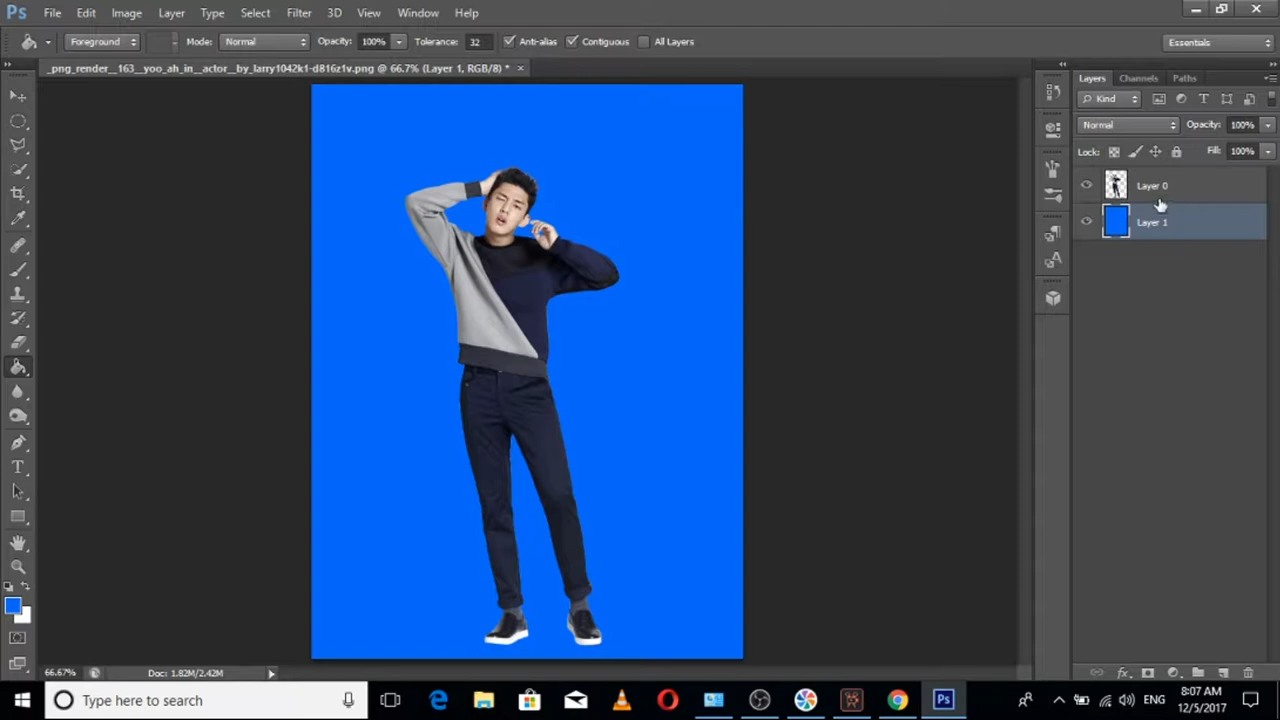 Ps File Edit Image Layer Type Select Filter 3D View Window Help
Foreground Mode: Normal Opacity: 100% Tolerance: 32 Anti-alias Contiguous All Layers Essentials
_png_render__163__yoo_ah_in__actor__by_larry1042k1-d816z1v.png @ 66.7% (Layer 1, RGB/8) *
Layers Channels Paths
Kind
Normal Opacity: 100%
Lock: Fill: 100%
Layer 0
Layer 1
66.67% Doc: 1.82M/2.42M
Type here to search
Ps
ENG
8:07 AM
12/5/2017